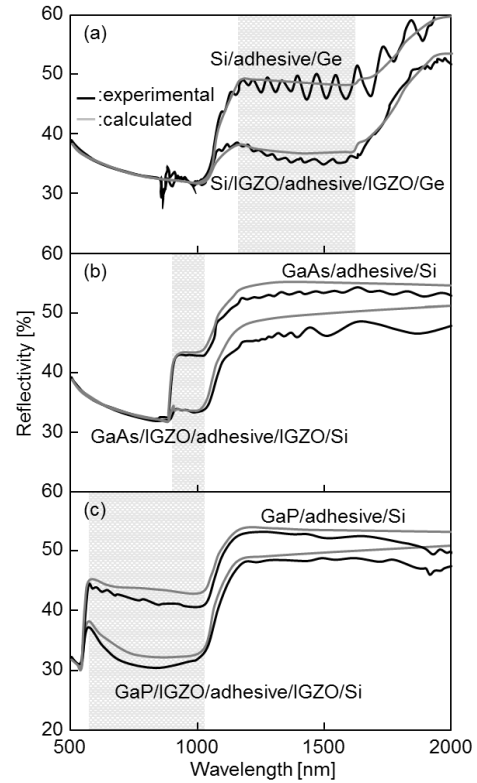 60
(a)
Si/adhesive/Ge
50
:experimental
:calculated
40
30
Si/IGZO/adhesive/IGZO/Ge
60
(b)
GaAs/adhesive/Si
50
Reflectivity [%]
40
30
GaAs/IGZO/adhesive/IGZO/Si
60
(c)
GaP/adhesive/Si
50
40
30
GaP/IGZO/adhesive/IGZO/Si
20
500 1000 1500 2000
Wavelength [nm]